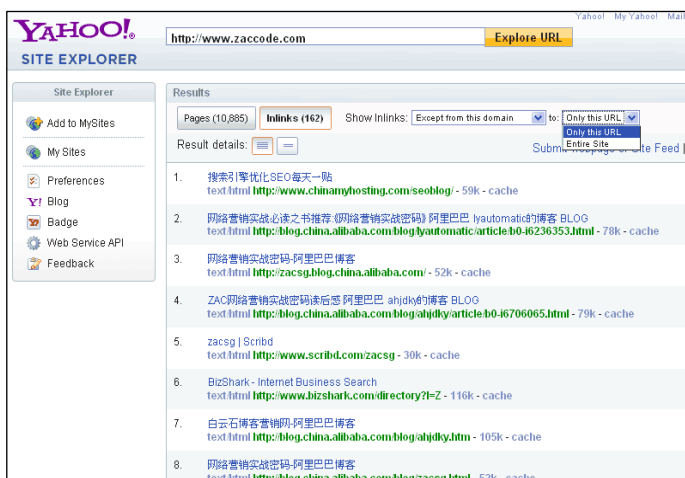 Yahoo! My Yahoo! Mail
YAHOO!®
SITE EXPLORER
http://www.zaccode.com
Explore URL
Site Explorer
Add to MySites
My Sites
Preferences
Blog
Badge
Web Service API
Feedback
Results
Pages (10,885) Inlinks (162) Show Inlinks: Except from this domain to: Only this URL
Only this URL
Entire Site
Result details:
Submit webpage or Site Feed |
1. 搜索引擎优化SEO每天一贴
text/html http://www.chinamyhosting.com/seoblog/ - 59k - cache
2. 网络营销实战必读之书推荐:《网络营销实战密码》 阿里巴巴 lyautomatic的博客 BLOG
text/html http://blog.china.alibaba.com/blog/lyautomatic/article/b0-i6236353.html - 78k - cache
3. 网络营销实战密码-阿里巴巴博客
text/html http://zacsg.blog.china.alibaba.com/ - 52k - cache
4. ZAC网络营销实战密码读后感 阿里巴巴 ahjdky的博客 BLOG
text/html http://blog.china.alibaba.com/blog/ahjdky/article/b0-i6706065.html - 79k - cache
5. zacsg | Scribd
text/html http://www.scribd.com/zacsg - 30k - cache
6. BizShark - Internet Business Search
text/html http://www.bizshark.com/directory?l=Z - 116k - cache
7. 白云石博客营销网-阿里巴巴博客
text/html http://blog.china.alibaba.com/blog/ahjdky.htm - 105k - cache
8. 网络营销实战密码-阿里巴巴博客
text/html http://blog.china.alibaba.com/blog/zacsg.html - 52k - cache